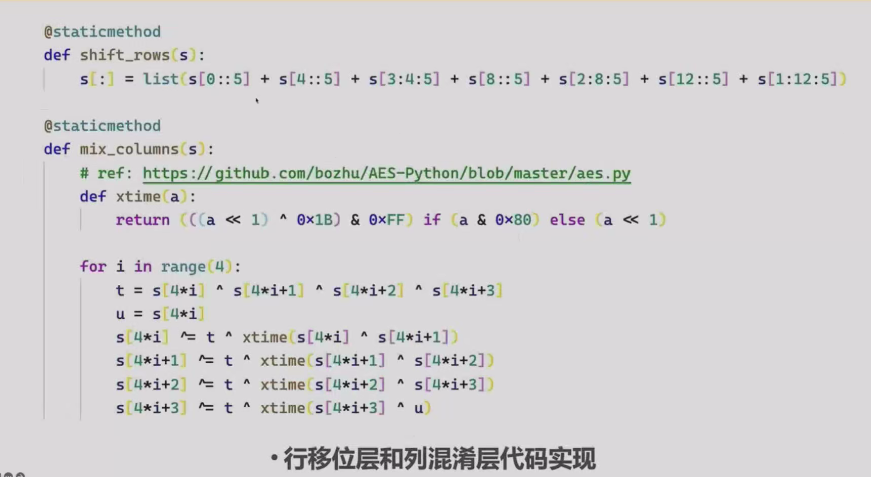 @staticmethod
def shift_rows(s):
    s[:] = list(s[0::5] + s[4::5] + s[3:4:5] + s[8::5] + s[2:8:5] + s[12::5] + s[1:12:5])
@staticmethod
def mix_columns(s):
    # ref: https://github.com/bozhu/AES-Python/blob/master/aes.py
    def xtime(a):
        return (((a << 1) ^ 0x1B) & 0xFF) if (a & 0x80) else (a << 1)
    for i in range(4):
        t = s[4*i] ^ s[4*i+1] ^ s[4*i+2] ^ s[4*i+3]
        u = s[4*i]
        s[4*i] ^= t ^ xtime(s[4*i] ^ s[4*i+1])
        s[4*i+1] ^= t ^ xtime(s[4*i+1] ^ s[4*i+2])
        s[4*i+2] ^= t ^ xtime(s[4*i+2] ^ s[4*i+3])
        s[4*i+3] ^= t ^ xtime(s[4*i+3] ^ u)
• 行移位层和列混淆层代码实现